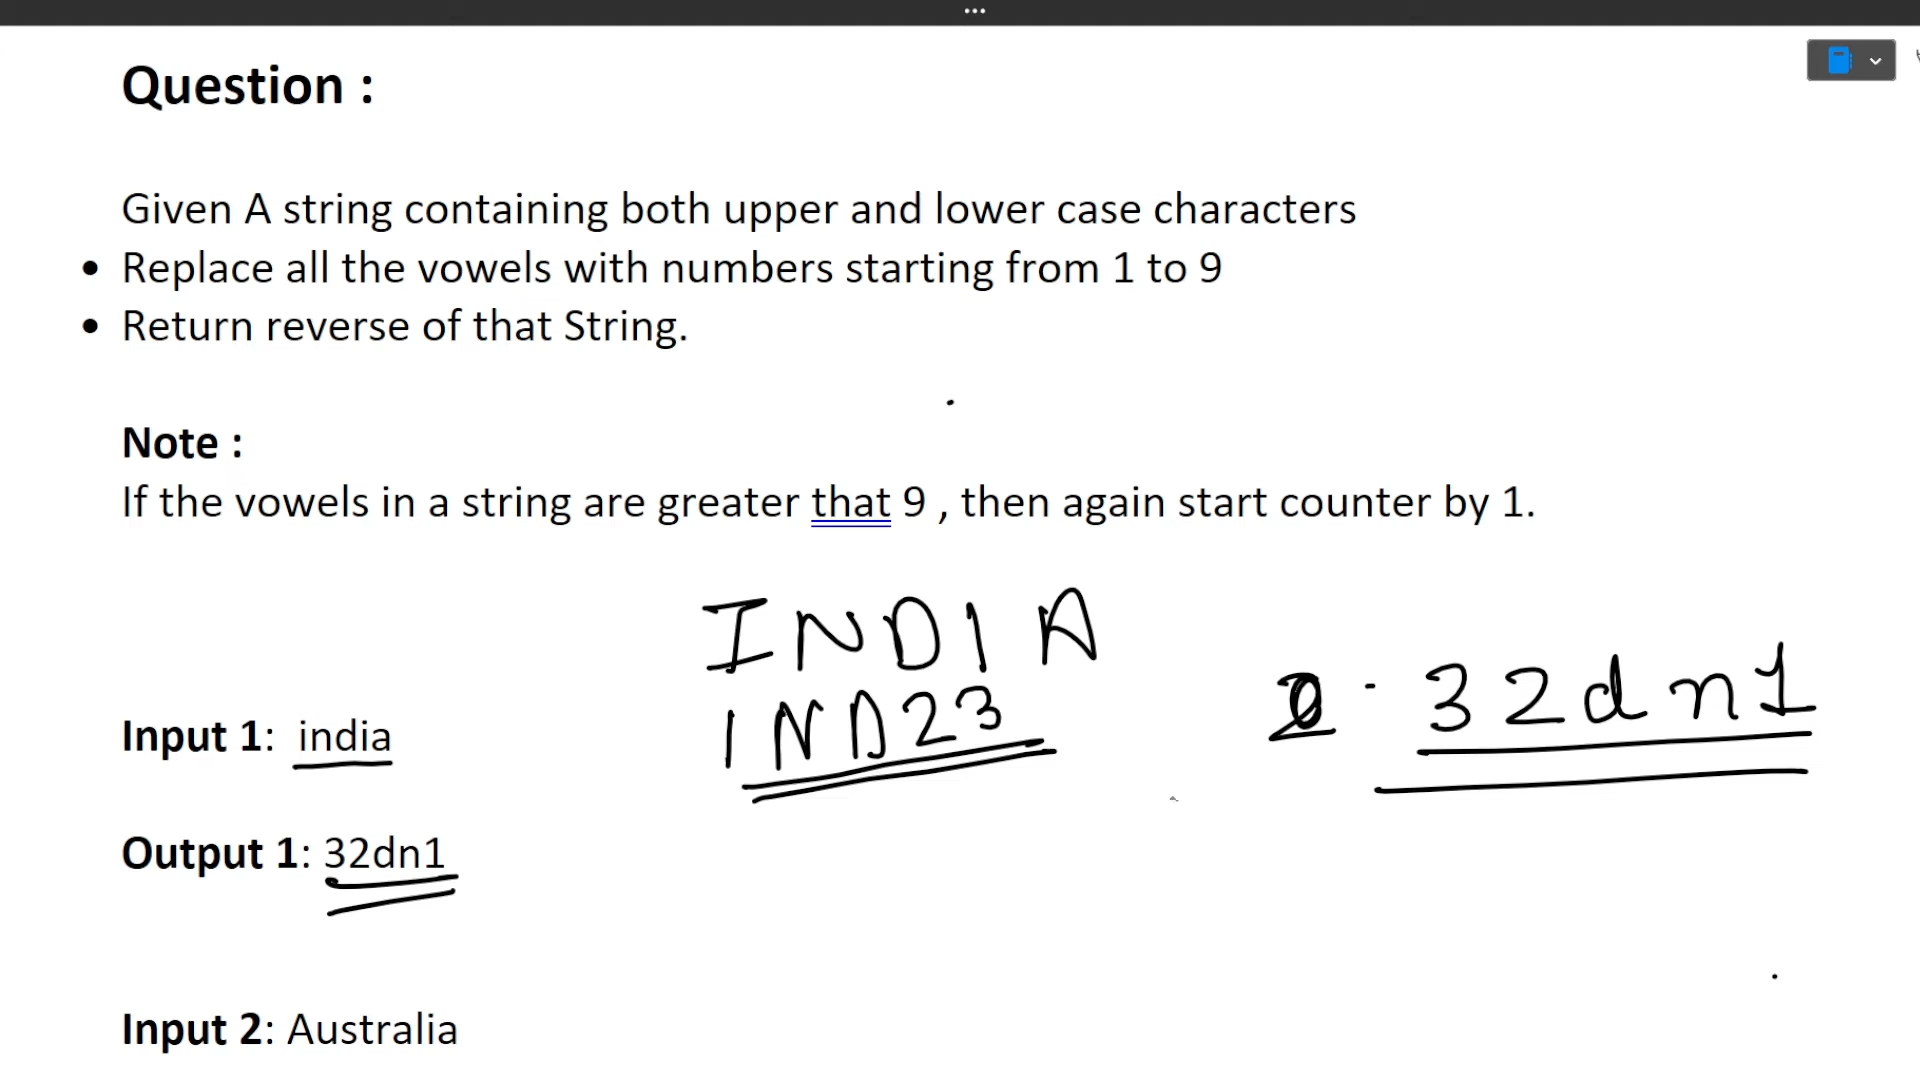 Question :
Given A string containing both upper and lower case characters
• Replace all the vowels with numbers starting from 1 to 9
• Return reverse of that String.
Note :
If the vowels in a string are greater that 9 , then again start counter by 1.
INDIA
1ND23
32dn1
Input 1: india
Output 1: 32dn1
Input 2: Australia